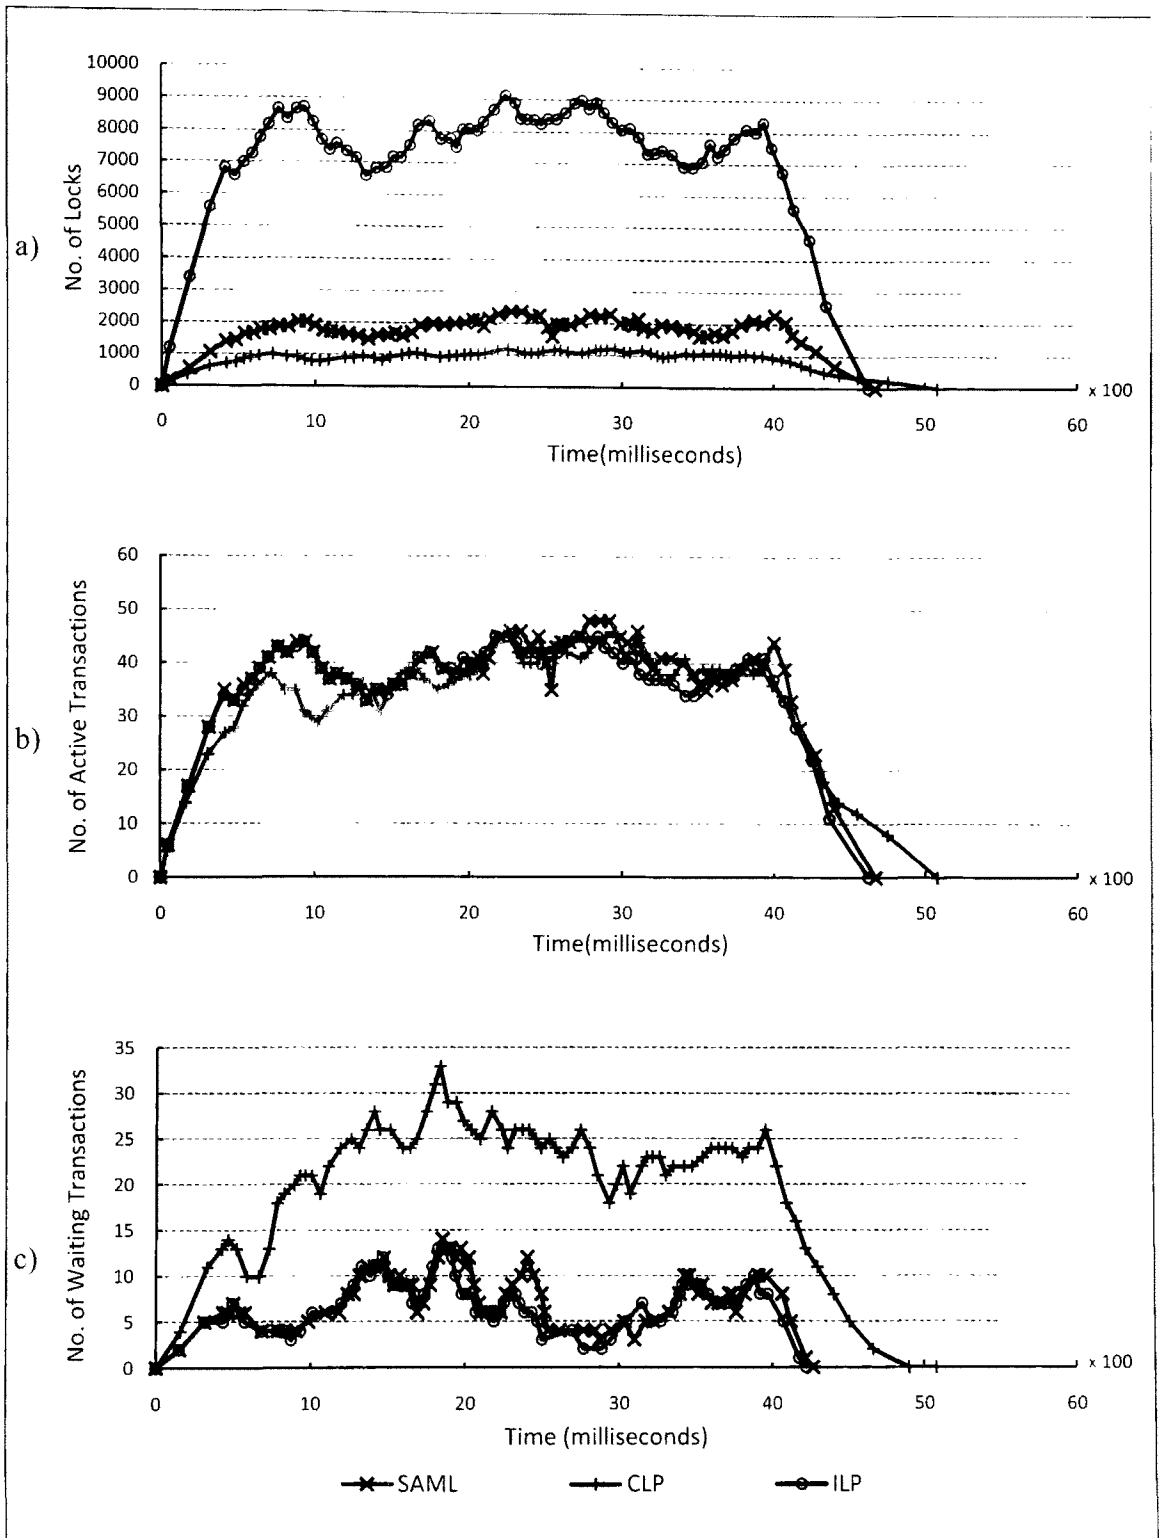 a)
No. of Locks
10000
9000
8000
7000
6000
5000
4000
3000
2000
1000
0
0 10 20 30 40 50 60
x 100
Time(milliseconds)
b)
No. of Active Transactions
60
50
40
30
20
10
0
0 10 20 30 40 50 60
x 100
Time(milliseconds)
c)
No. of Waiting Transactions
35
30
25
20
15
10
5
0
0 10 20 30 40 50 60
x 100
Time (milliseconds)
SAML CLP ILP